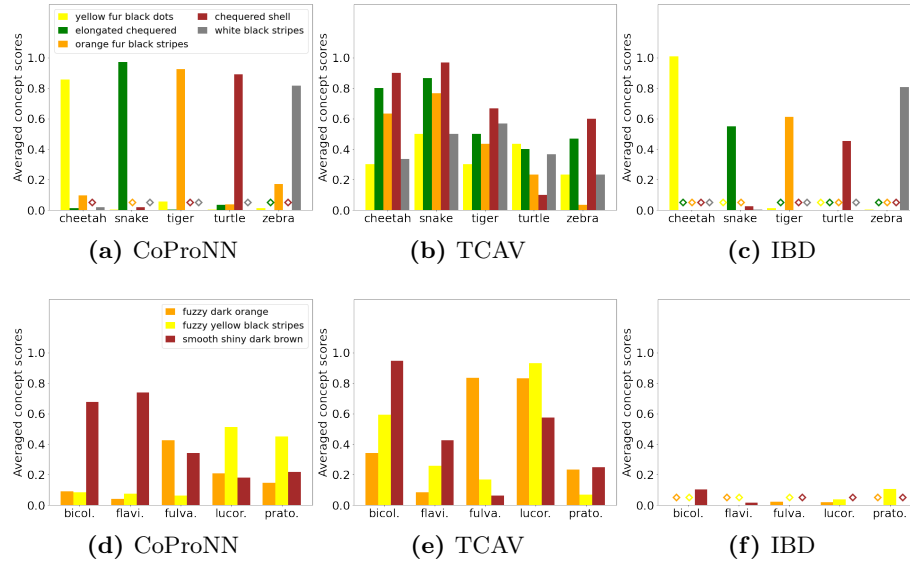 yellow fur black dots
elongated chequered
orange fur black stripes
chequered shell
white black stripes
Averaged concept scores
1.0
0.8
0.6
0.4
0.2
0.0
cheetah snake tiger turtle zebra
(a) CoProNN
Averaged concept scores
1.0
0.8
0.6
0.4
0.2
0.0
cheetah snake tiger turtle zebra
(b) TCAV
Averaged concept scores
1.0
0.8
0.6
0.4
0.2
0.0
cheetah snake tiger turtle zebra
(c) IBD
fuzzy dark orange
fuzzy yellow black stripes
smooth shiny dark brown
Averaged concept scores
1.0
0.8
0.6
0.4
0.2
0.0
bicol. flavi. fulva. lucor. prato.
(d) CoProNN
Averaged concept scores
1.0
0.8
0.6
0.4
0.2
0.0
bicol. flavi. fulva. lucor. prato.
(e) TCAV
Averaged concept scores
1.0
0.8
0.6
0.4
0.2
0.0
bicol. flavi. fulva. lucor. prato.
(f) IBD